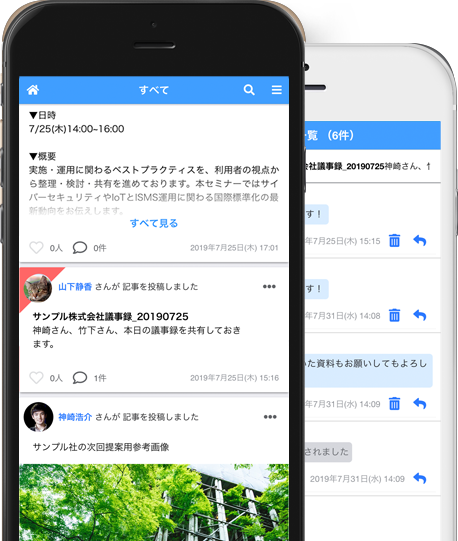 すべて
▼日時
7/25(木)14:00~16:00
▼概要
実施・運用に関わるベストプラクティスを、利用者の視点か
ら整理・検討・共有を進めております。本セミナーではサイ
バーセキュリティやIoTとISMS運用に関わる国際標準化の最
新動向をお伝えします。
すべて見る
0人 0件 2019年7月25日(木) 17:01
山下静香 さんが 記事を投稿しました
サンプル株式会社議事録_20190725
神崎さん、竹下さん、本日の議事録を共有しておき
ます。
0人 1件 2019年7月25日(木) 15:16
神崎浩介 さんが 記事を投稿しました
サンプル社の次回提案用参考画像
覧 （6件）
会社議事録_20190725神崎さん、
す！
年7月25日(木) 15:15
す！
年7月31日(水) 14:08
いた資料もお願いしてもよろし
年7月31日(水) 14:09
されました
2019年7月31日(水) 14:09